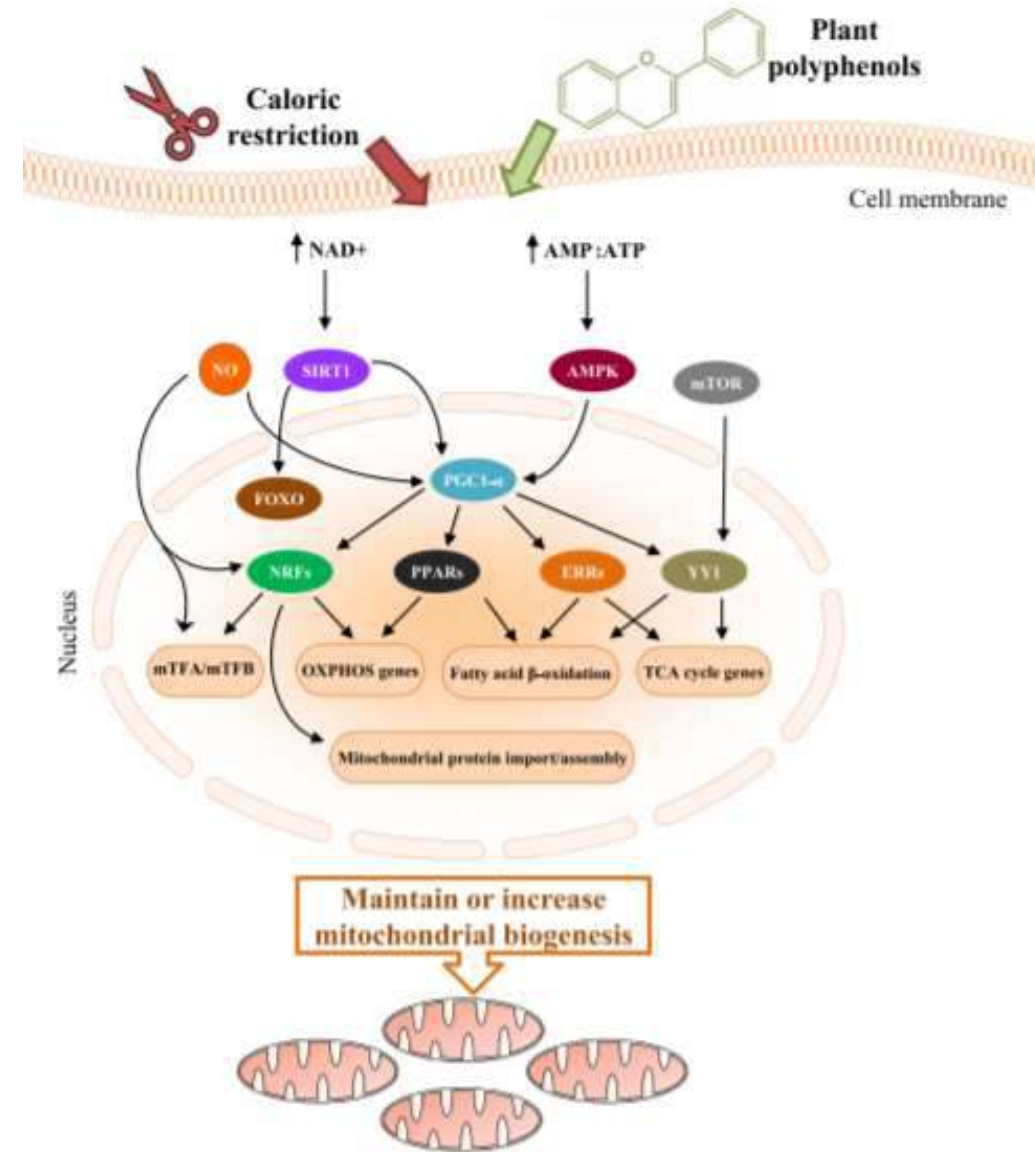 Plant
polyphenols
Caloric
restriction
Cell membrane
NAD+
AMP:ATP
NO
SIRT1
AMPK
mTOR
PGC1-α
FOXO
NRFs
PPARs
ERRs
YY1
Nucleus
mTFA/mTFB
OXPHOS genes
Fatty acid β-oxidation
TCA cycle genes
Mitochondrial protein import/assembly
Maintain or increase
mitochondrial biogenesis
O